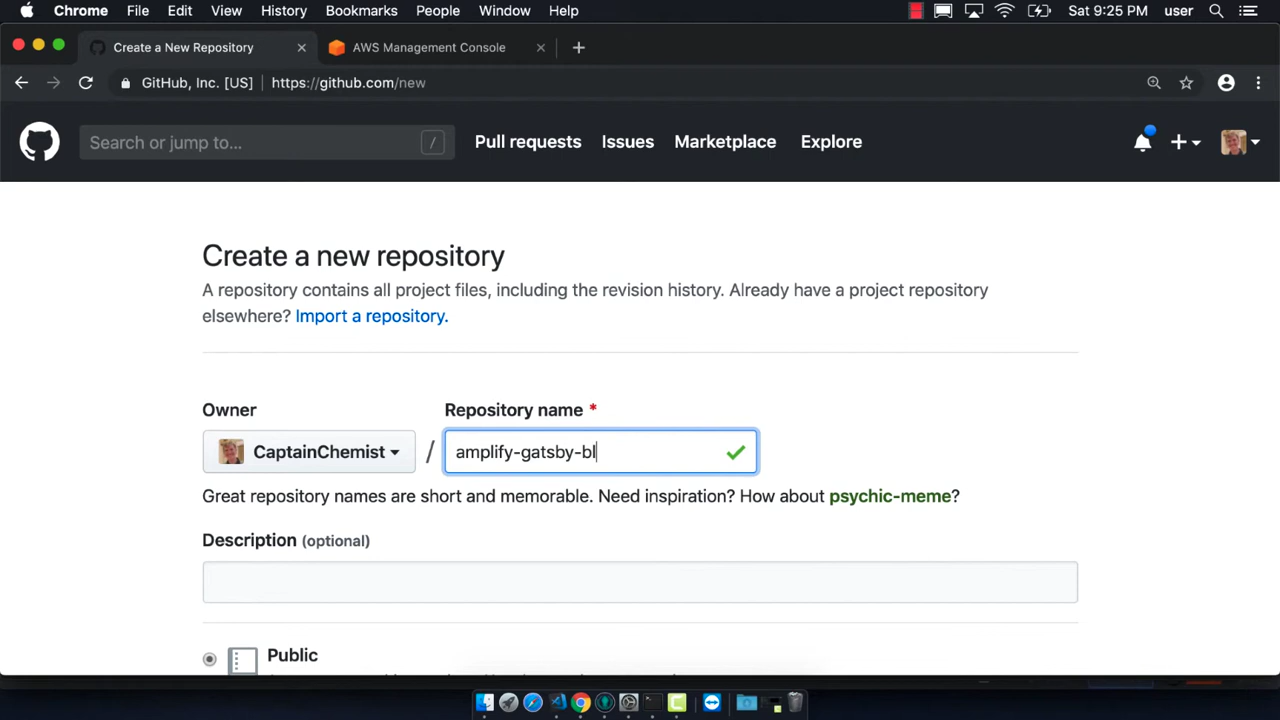 Chrome File Edit View History Bookmarks People Window Help Sat 9:25 PM user
Create a New Repository AWS Management Console
GitHub, Inc. [US] https://github.com/new
Search or jump to... / Pull requests Issues Marketplace Explore
Create a new repository
A repository contains all project files, including the revision history. Already have a project repository
elsewhere? Import a repository.
Owner Repository name *
CaptainChemist / amplify-gatsby-bl
Great repository names are short and memorable. Need inspiration? How about psychic-meme?
Description (optional)
Public